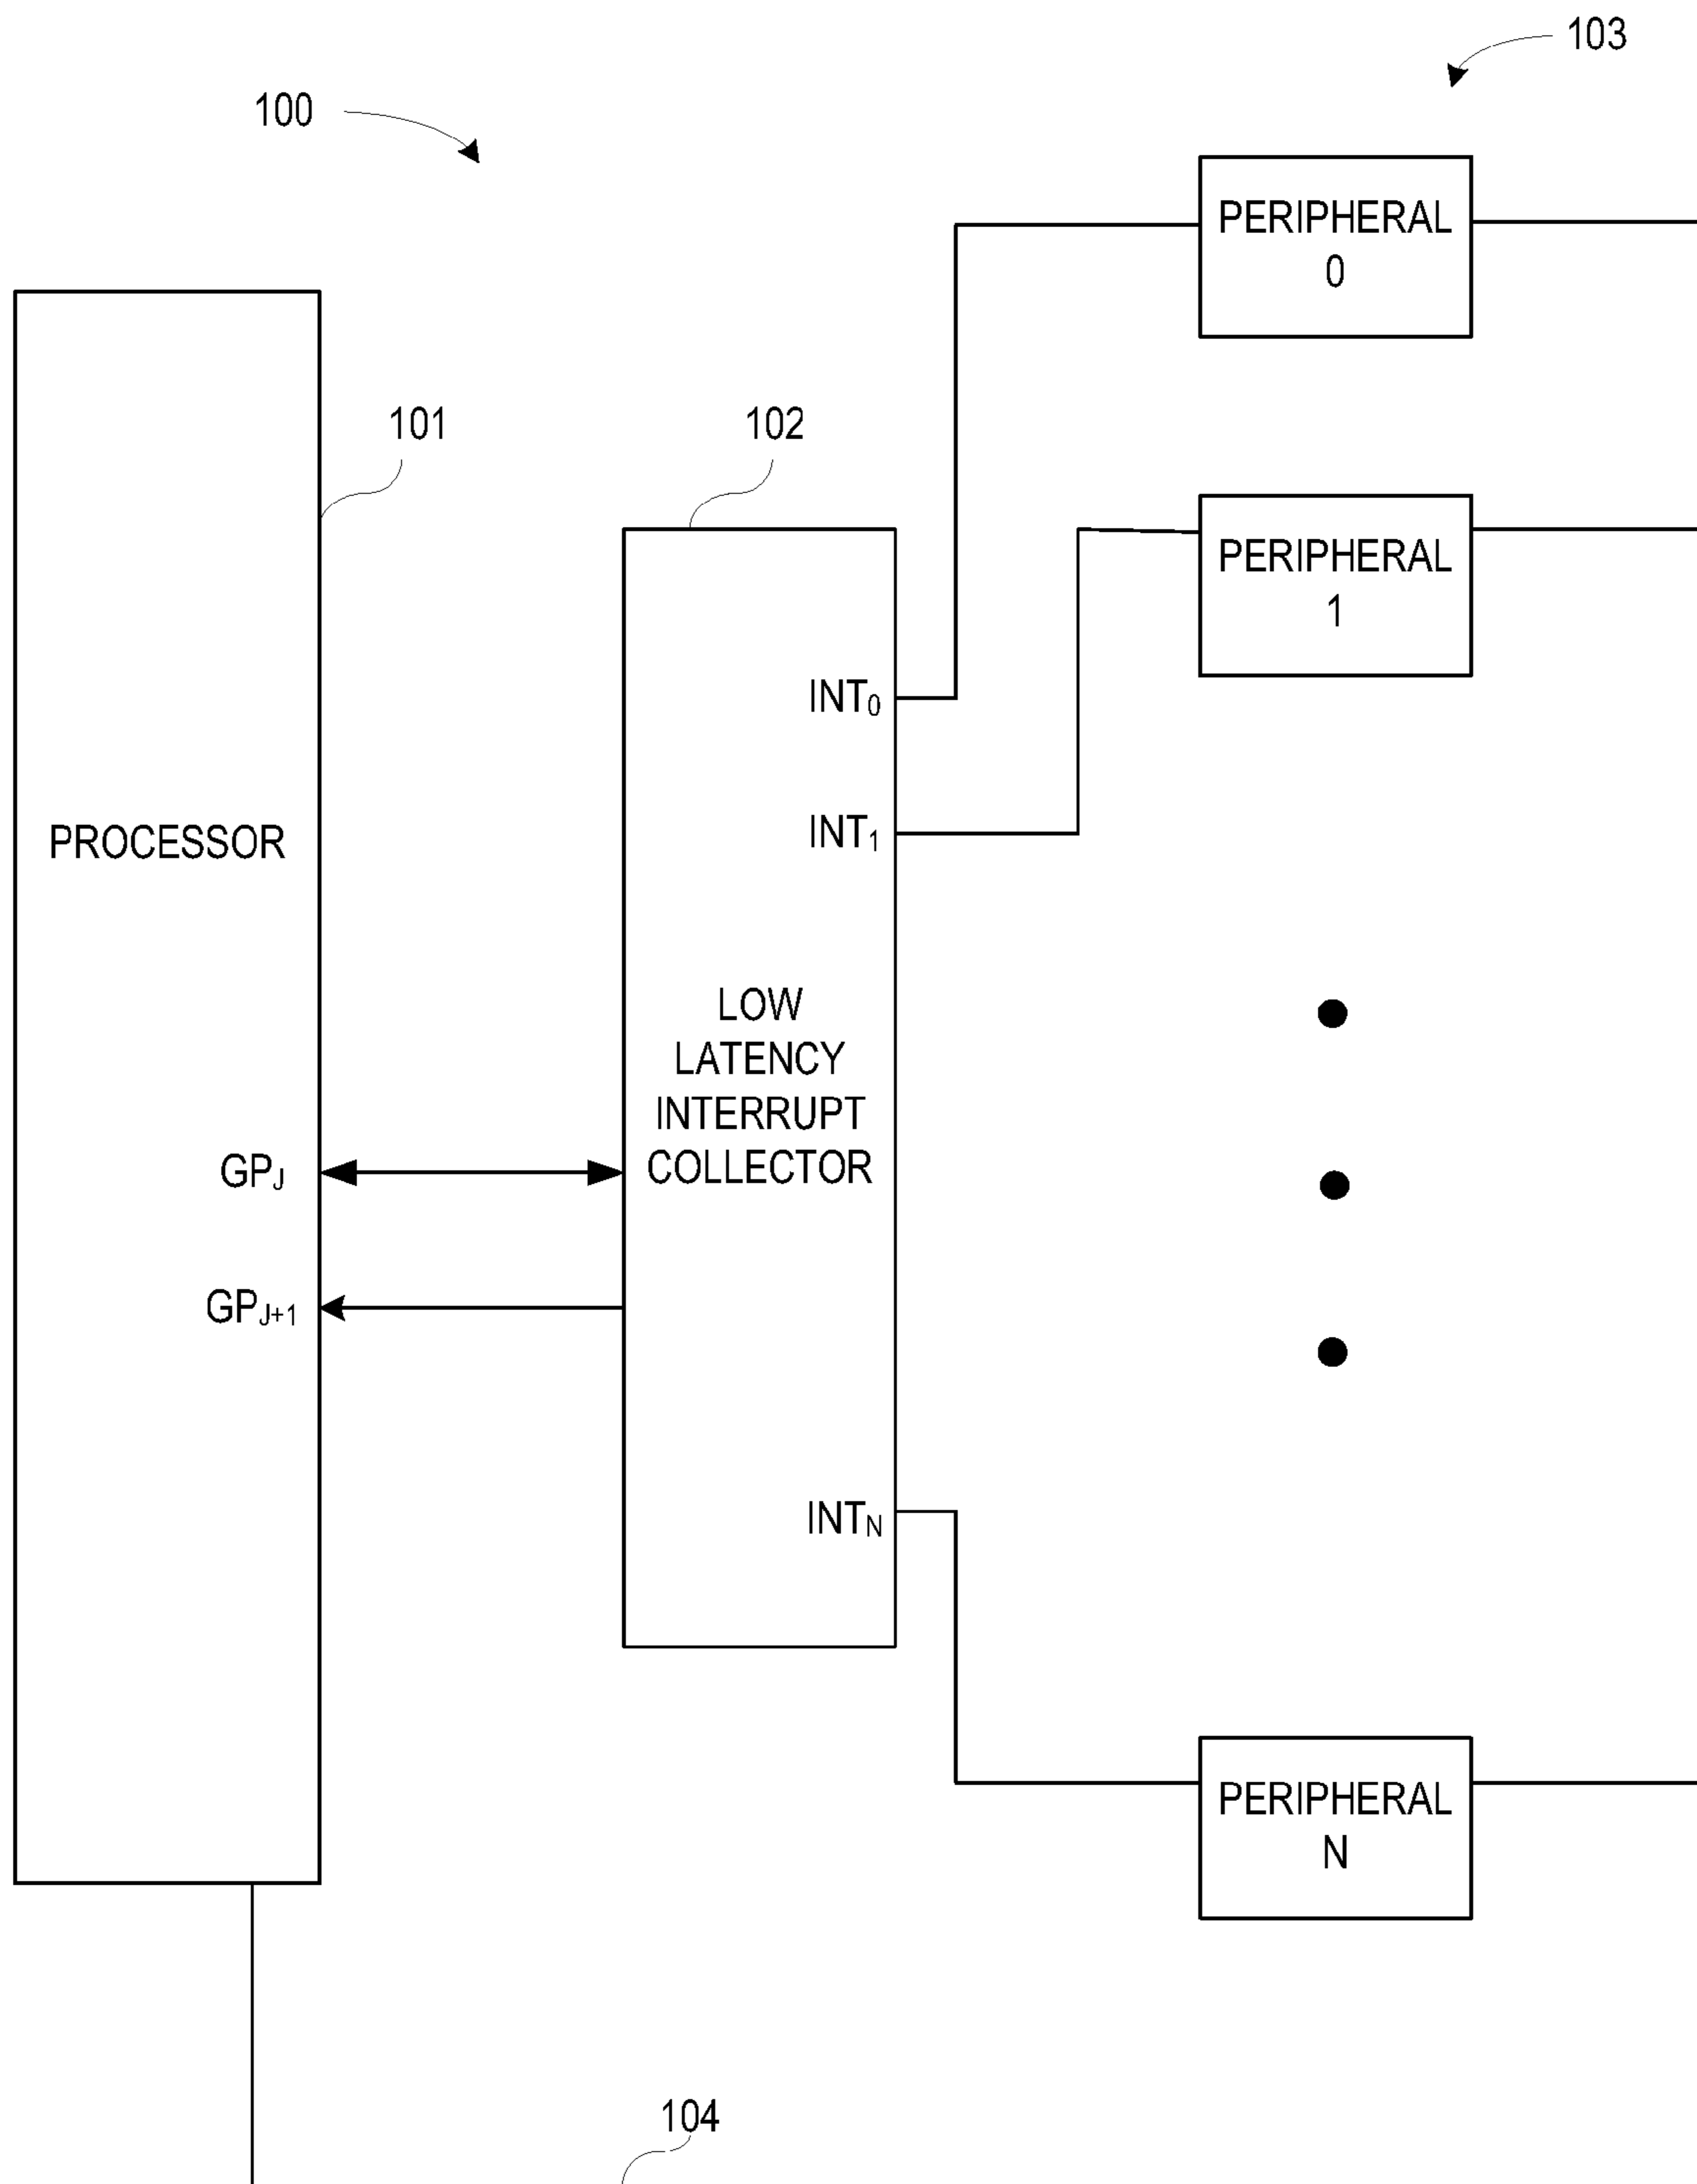 103
100
PERIPHERAL
0
101
102
PERIPHERAL
1
INT₀
PROCESSOR
INT₁
LOW
LATENCY
INTERRUPT
COLLECTOR
GPⱼ
GPⱼ₊₁
INT_N
PERIPHERAL
N
104